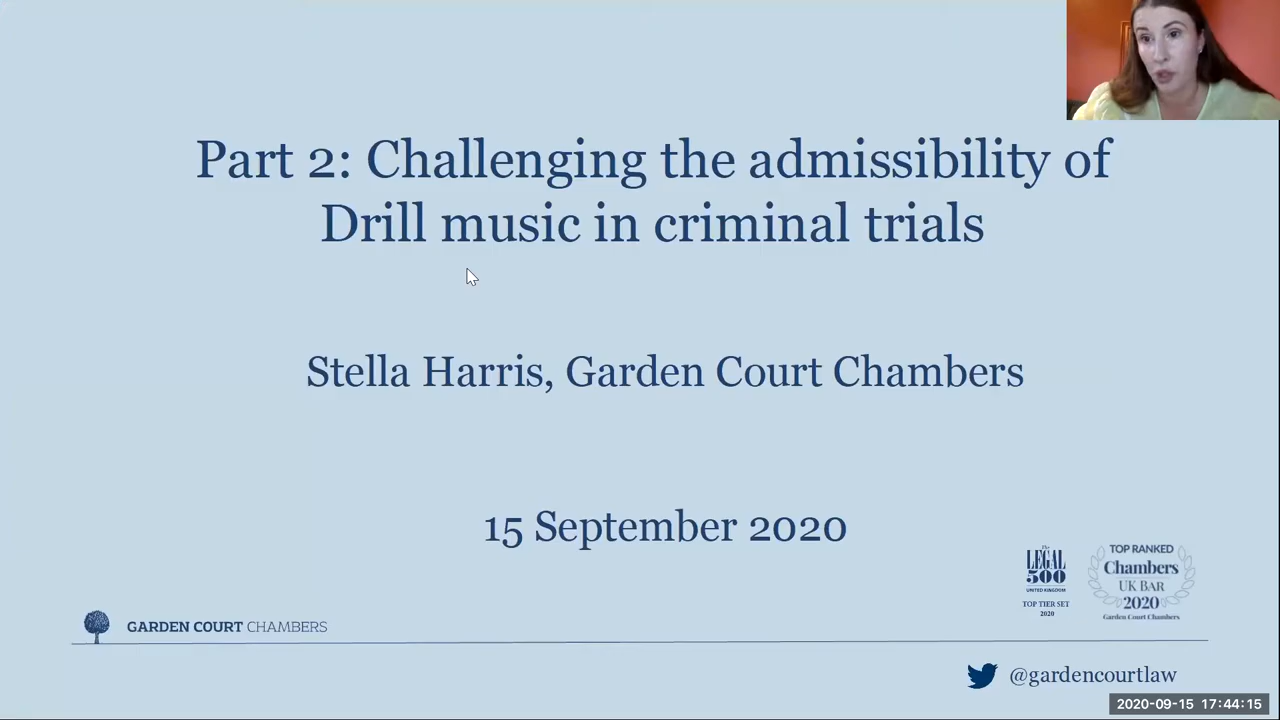 Part 2: Challenging the admissibility of
Drill music in criminal trials
Stella Harris, Garden Court Chambers
15 September 2020
The
LEGAL
500
UNITED KINGDOM
TOP TIER SET
2020
TOP RANKED
Chambers
UK BAR
2020
Garden Court Chambers
GARDEN COURT CHAMBERS
@gardencourtlaw
2020-09-15 17:44:15